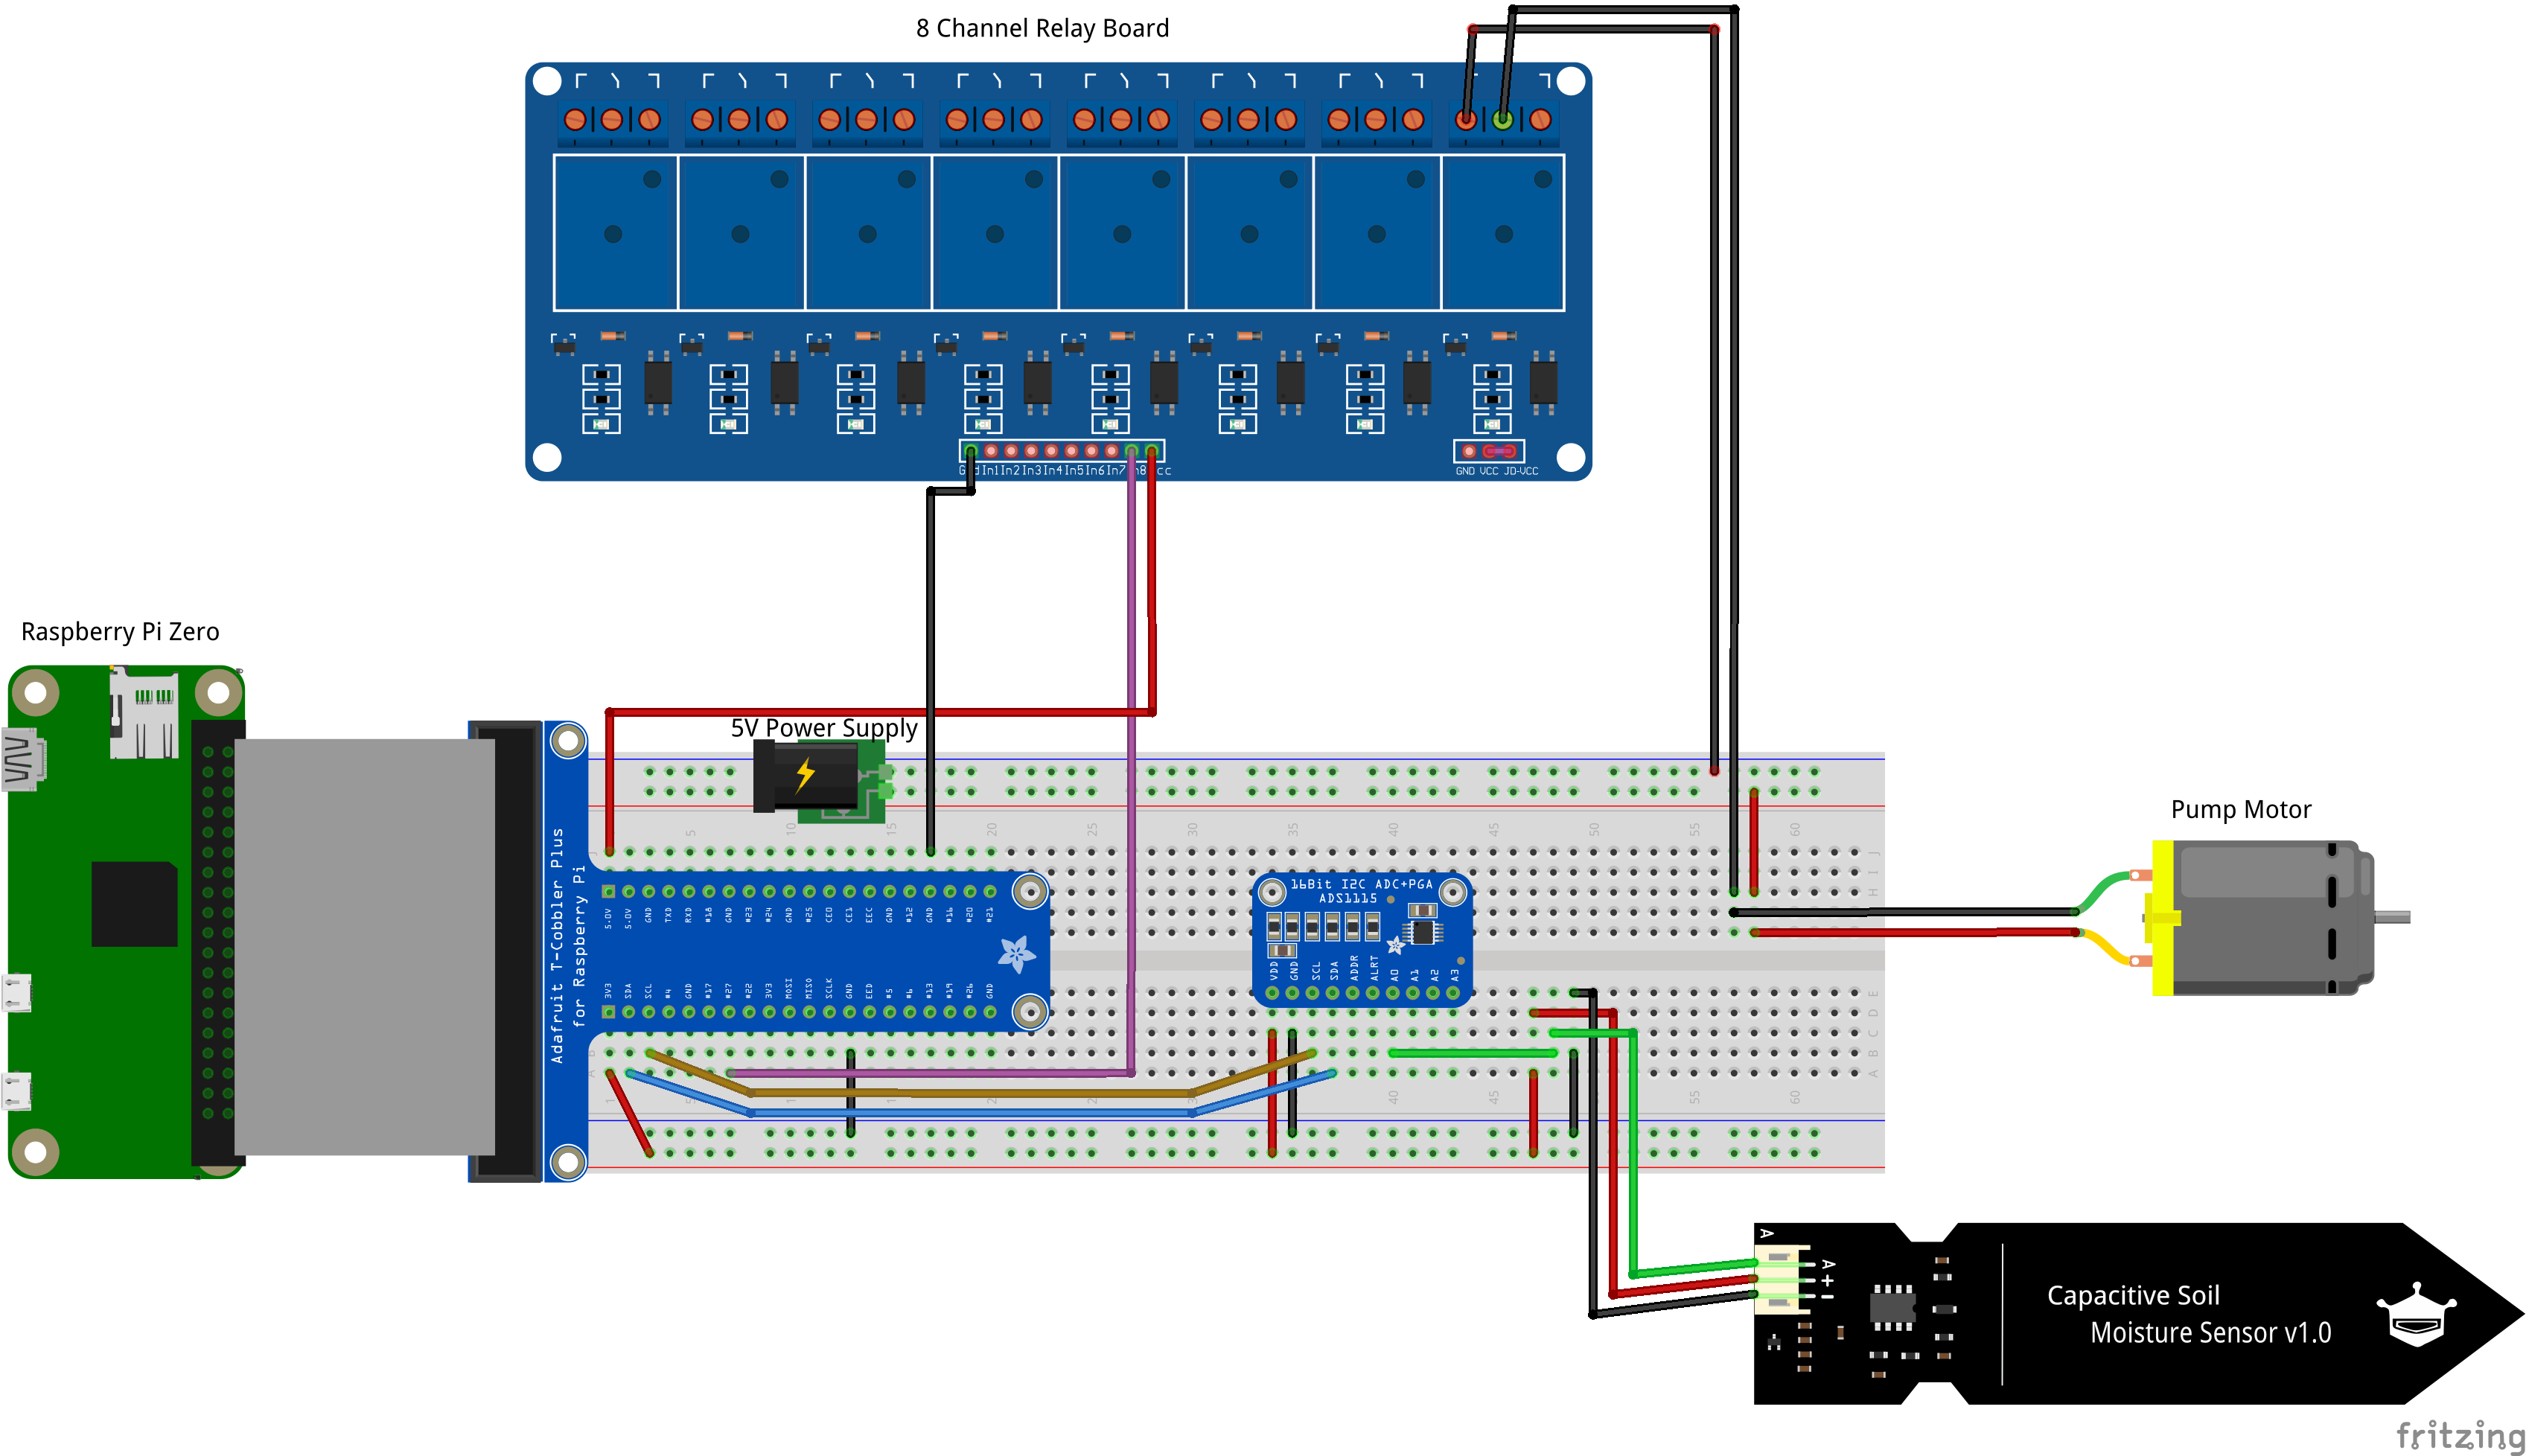 8 Channel Relay Board
In1 In2 In3 In4 In5 In6 In7
GND VCC JD-VCC
Raspberry Pi Zero
5V Power Supply
Pump Motor
5 10 15 20 25 30 35 40 45 50 55 60
J
I
H
Adafruit T-Cobbler Plus
for Raspberry Pi
5.0V 5.0V GND TXD RXD #18 GND #23 #24 GND #25 CE0 CE1 EEC GND #12 GND #16 #20 #21
3V3 SDA SCL #4 GND #17 #27 #22 3V3 MOSI MISO SCLK GND EED #5 #6 #13 #19 #26 GND
16Bit I2C ADC+PGA
ADS1115
VDD GND SCL SDA ADDR ALRT A0 A1 A2 A3
E
D
C
B
A
1 40 45 55 60
A
A
+
-
Capacitive Soil
Moisture Sensor v1.0
fritzing